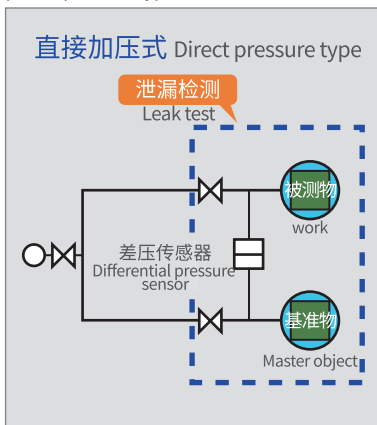 直接加压式 Direct pressure type
泄漏检测
Leak test
被测物
work
差压传感器
Differential pressure
sensor
基准物
Master object